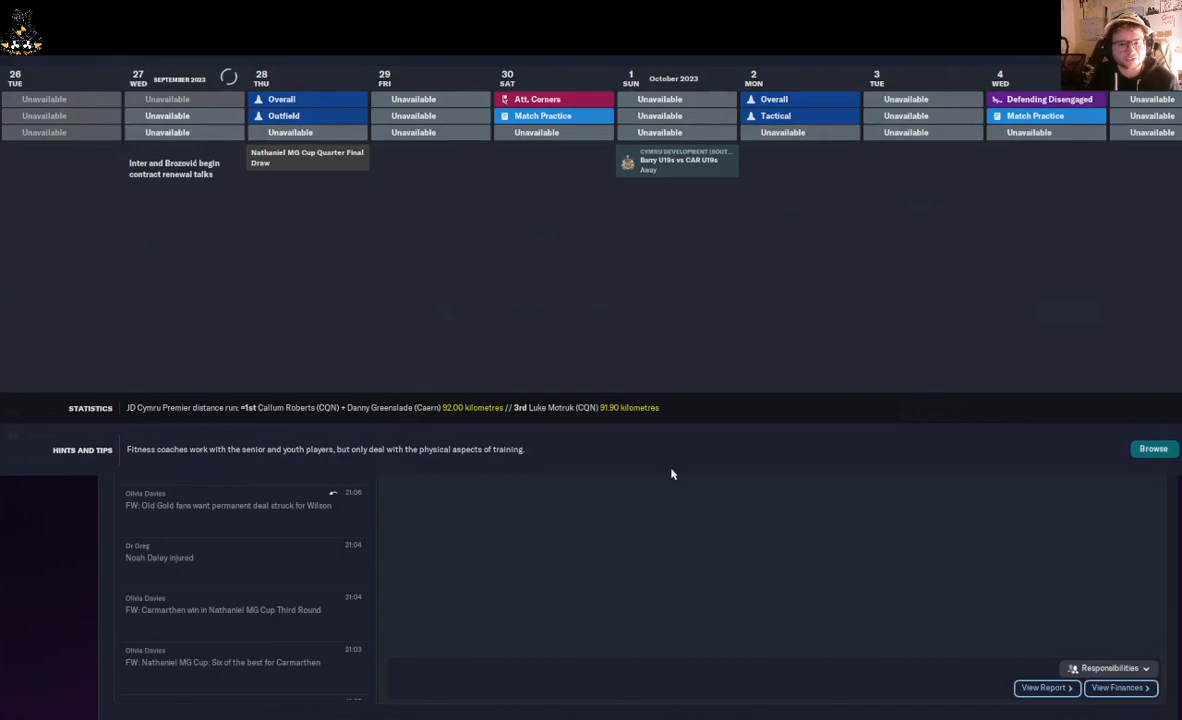 26
TUE
27
WED
SEPTEMBER 2023
28
THU
29
FRI
30
SAT
1
SUN
October 2023
2
MON
3
TUE
4
WED
Unavailable
Unavailable
Overall
Unavailable
Att. Corners
Unavailable
Overall
Unavailable
Defending Disengaged
Unavailable
Unavailable
Unavailable
Outfield
Unavailable
Match Practice
Unavailable
Tactical
Unavailable
Match Practice
Unavailable
Unavailable
Unavailable
Unavailable
Unavailable
Unavailable
Unavailable
Unavailable
Unavailable
Unavailable
Unavailable
Inter and Brozović begin
contract renewal talks
Nathaniel MG Cup Quarter Final
Draw
CYMRU DEVELOPMENT (SOUT...
Barry U19s vs CAR U19s
Away
STATISTICS
JD Cymru Premier distance run: =1st Callum Roberts (CQN) + Danny Greenslade (Caern) 92.00 kilometres // 3rd Luke Motruk (CQN) 91.90 kilometres
HINTS AND TIPS
Fitness coaches work with the senior and youth players, but only deal with the physical aspects of training.
Browse
Olivia Davies
21:08
FW: Old Gold fans want permanent deal struck for Wilson
Dr Greg
21:04
Noah Daley injured
Olivia Davies
21:04
FW: Carmarthen win in Nathaniel MG Cup Third Round
Olivia Davies
21:03
FW: Nathaniel MG Cup: Six of the best for Carmarthen
Responsibilities
View Report
View Finances